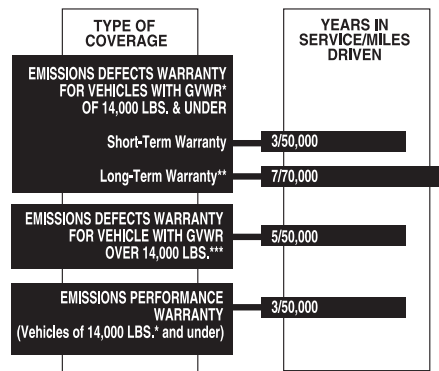 TYPE OF
COVERAGE
YEARS IN
SERVICE/MILES
DRIVEN
EMISSIONS DEFECTS WARRANTY
FOR VEHICLES WITH GVWR*
OF 14,000 LBS. & UNDER
Short-Term Warranty
3/50,000
Long-Term Warranty**
7/70,000
EMISSIONS DEFECTS WARRANTY
FOR VEHICLE WITH GVWR
OVER 14,000 LBS.***
5/50,000
EMISSIONS PERFORMANCE
WARRANTY
(Vehicles of 14,000 LBS.* and under)
3/50,000